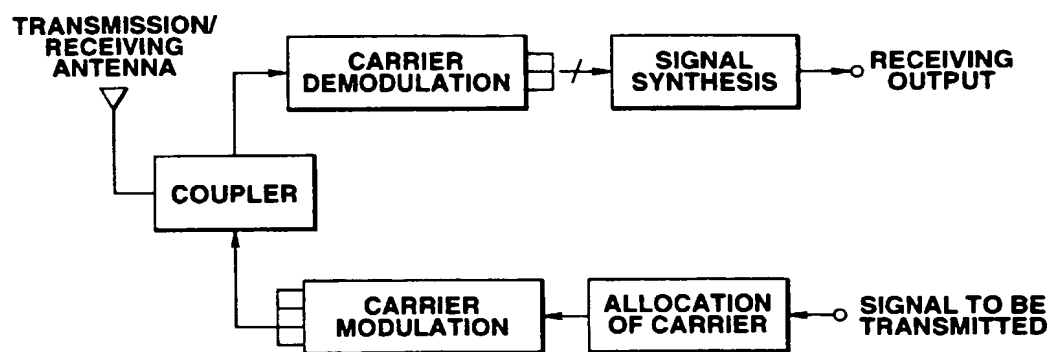 TRANSMISSION/
RECEIVING
ANTENNA
CARRIER
DEMODULATION
SIGNAL
SYNTHESIS
RECEIVING
OUTPUT
COUPLER
CARRIER
MODULATION
ALLOCATION
OF CARRIER
SIGNAL TO BE
TRANSMITTED